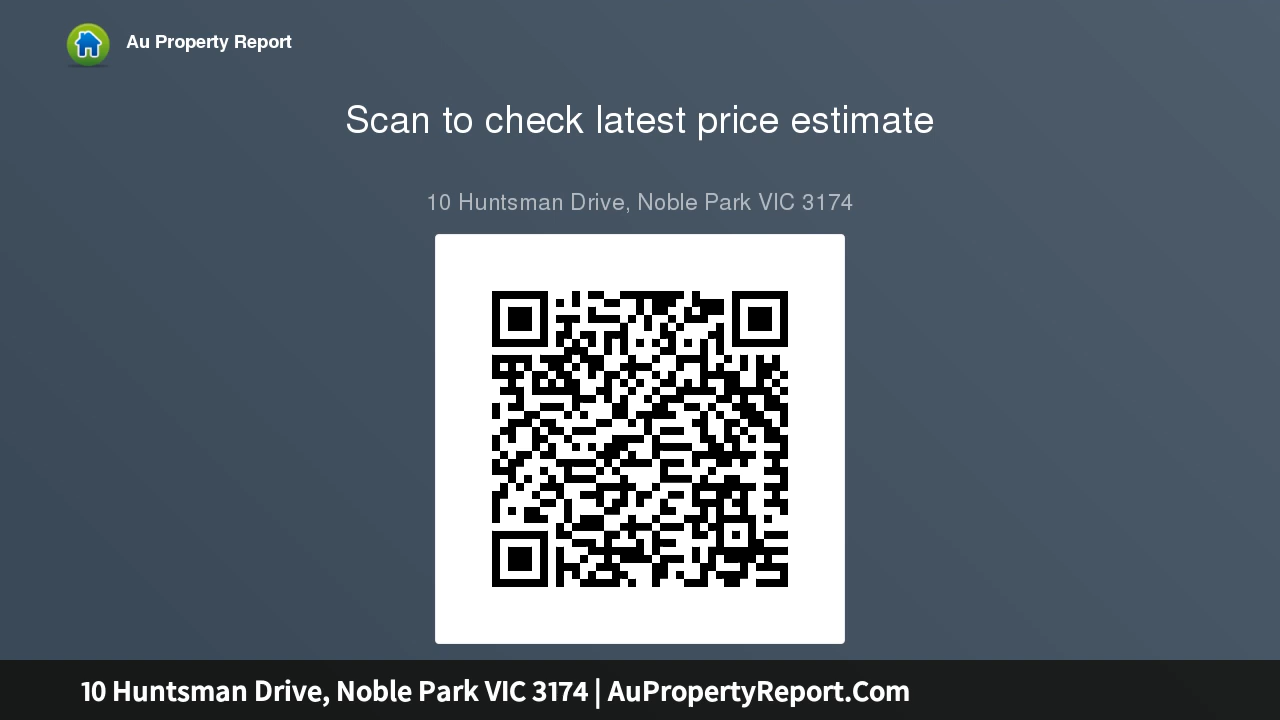 Au Property Report
Scan to check latest price estimate
10 Huntsman Drive, Noble Park VIC 3174
10 Huntsman Drive, Noble Park VIC 3174 | AuPropertyReport.Com